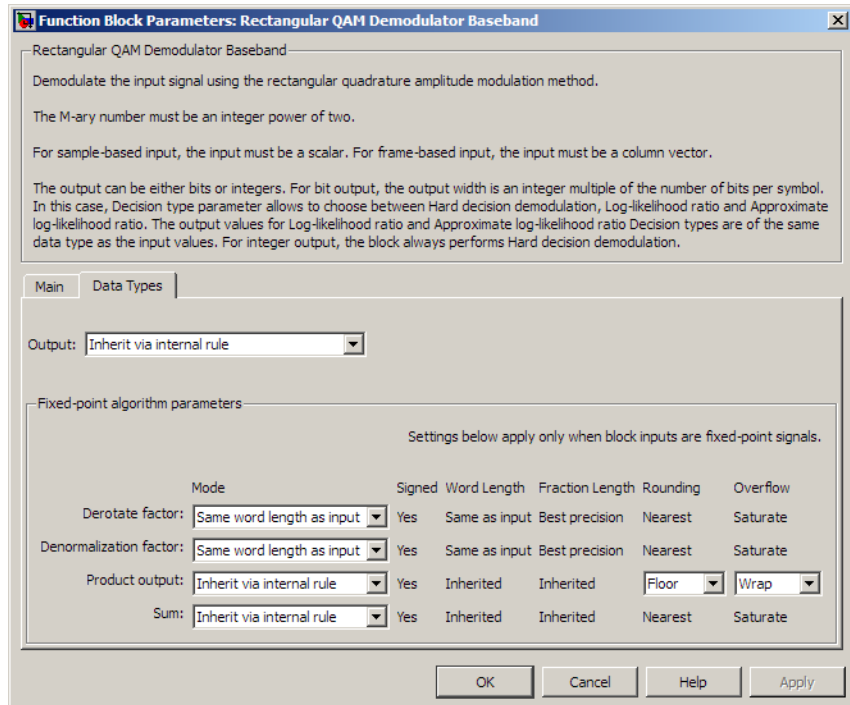 Function Block Parameters: Rectangular QAM Demodulator Baseband
Rectangular QAM Demodulator Baseband
Demodulate the input signal using the rectangular quadrature amplitude modulation method.
The M-ary number must be an integer power of two.
For sample-based input, the input must be a scalar. For frame-based input, the input must be a column vector.
The output can be either bits or integers. For bit output, the output width is an integer multiple of the number of bits per symbol.
In this case, Decision type parameter allows to choose between Hard decision demodulation, Log-likelihood ratio and Approximate
log-likelihood ratio. The output values for Log-likelihood ratio and Approximate log-likelihood ratio Decision types are of the same
data type as the input values. For integer output, the block always performs Hard decision demodulation.
Main Data Types
Output: Inherit via internal rule
Fixed-point algorithm parameters
Settings below apply only when block inputs are fixed-point signals.
Mode Signed Word Length Fraction Length Rounding Overflow
Derotate factor: Same word length as input Yes Same as input Best precision Nearest Saturate
Denormalization factor: Same word length as input Yes Same as input Best precision Nearest Saturate
Product output: Inherit via internal rule Yes Inherited Inherited Floor Wrap
Sum: Inherit via internal rule Yes Inherited Inherited Nearest Saturate
OK Cancel Help Apply